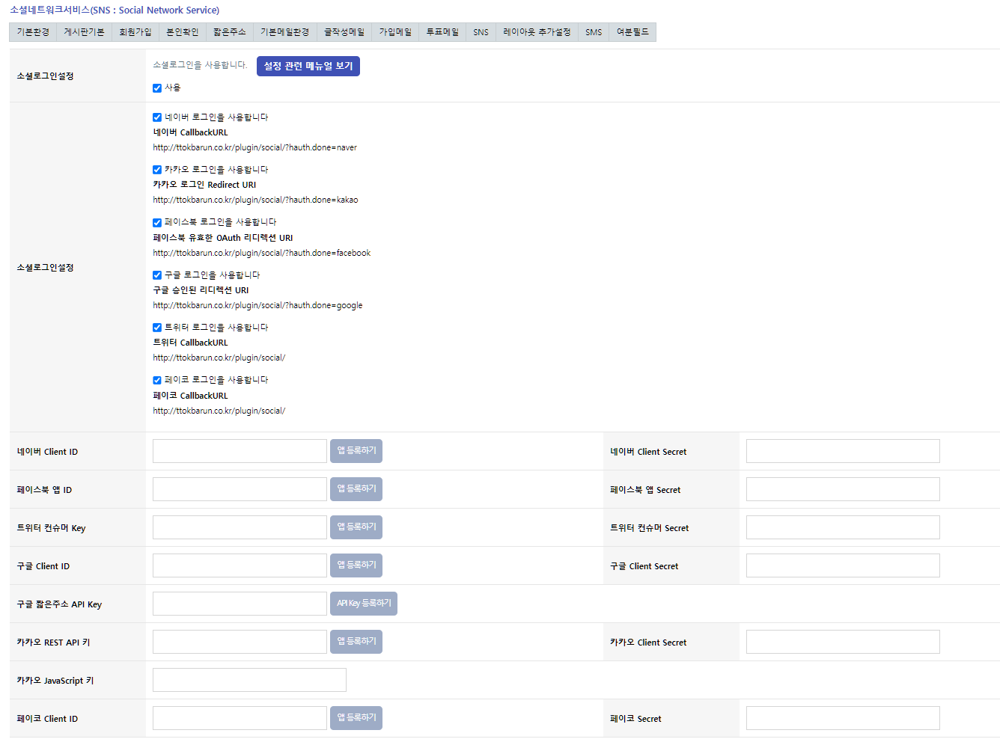 소셜네트워크서비스(SNS : Social Network Service)
기본환경 게시판기본 회원가입 본인확인 짧은주소 기본메일환경 글작성메일 가입메일 투표메일 SNS 레이아웃 추가설정 SMS 여분필드
소셜로그인설정
소셜로그인을 사용합니다. 설정 관련 메뉴얼 보기
사용
소셜로그인설정
네이버 로그인을 사용합니다
네이버 CallbackURL
http://ttokbarun.co.kr/plugin/social/?hauth.done=naver
카카오 로그인을 사용합니다
카카오 로그인 Redirect URI
http://ttokbarun.co.kr/plugin/social/?hauth.done=kakao
페이스북 로그인을 사용합니다
페이스북 유효한 OAuth 리디렉션 URI
http://ttokbarun.co.kr/plugin/social/?hauth.done=facebook
구글 로그인을 사용합니다
구글 승인된 리디렉션 URI
http://ttokbarun.co.kr/plugin/social/?hauth.done=google
트위터 로그인을 사용합니다
트위터 CallbackURL
http://ttokbarun.co.kr/plugin/social/
페이코 로그인을 사용합니다
페이코 CallbackURL
http://ttokbarun.co.kr/plugin/social/
네이버 Client ID 앱 등록하기 네이버 Client Secret
페이스북 앱 ID 앱 등록하기 페이스북 앱 Secret
트위터 컨슈머 Key 앱 등록하기 트위터 컨슈머 Secret
구글 Client ID 앱 등록하기 구글 Client Secret
구글 짧은주소 API Key API Key 등록하기
카카오 REST API 키 앱 등록하기 카카오 Client Secret
카카오 JavaScript 키
페이코 Client ID 앱 등록하기 페이코 Secret